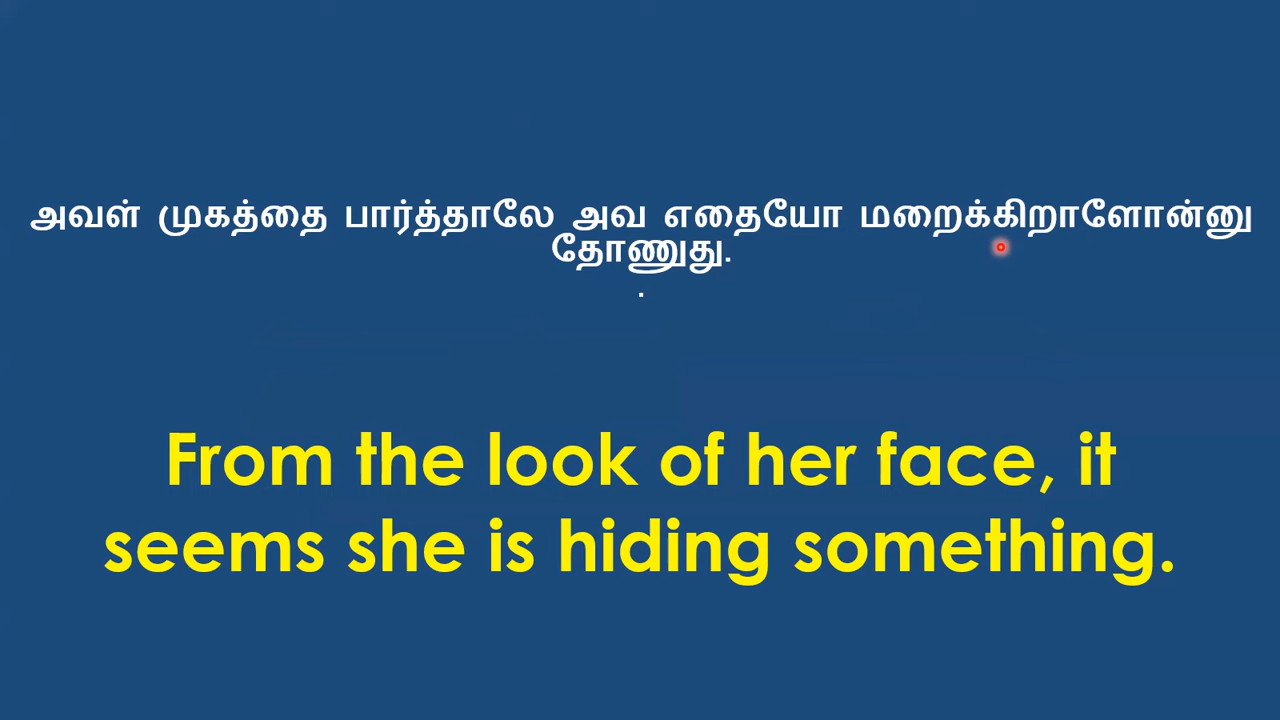 அவள் முகத்தை பார்த்தாலே அவ எதையோ மறைக்கிறாளோன்னு
தோணுது.
.
From the look of her face, it
seems she is hiding something.